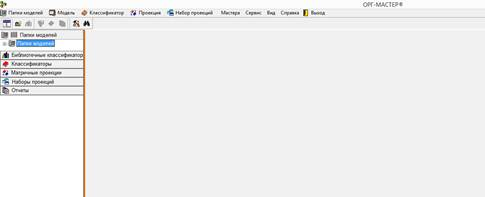 ОРГ-МАСТЕР®
Папки моделей Модель Классификатор Проекция Набор проекций Мастера Сервис Вид Справка Выход
Папки моделей
Папки моделей
Библиотечные классификатор
Классификаторы
Матричные проекции
Наборы проекций
Отчеты